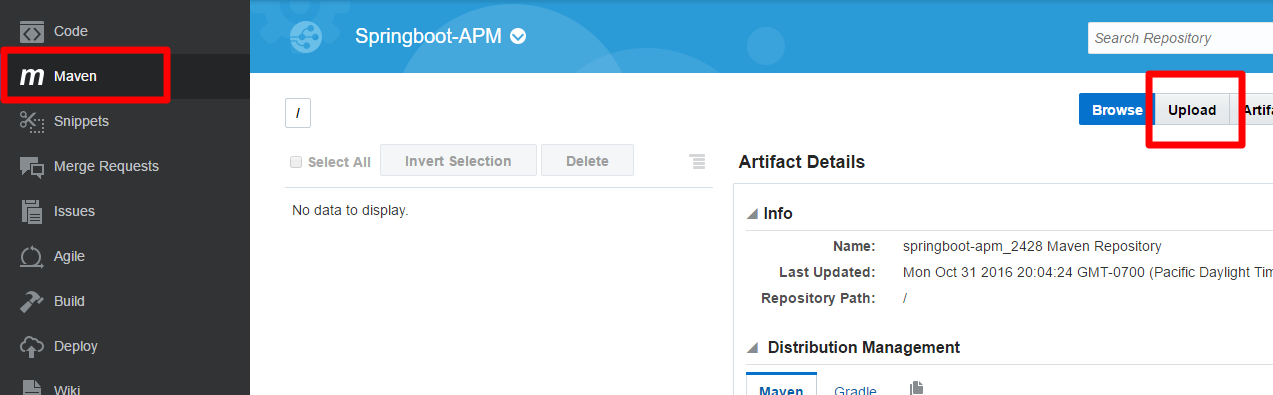 Code
Maven
Snippets
Merge Requests
Issues
Agile
Build
Deploy
Wiki
Springboot-APM
Search Repository
/
Browse
Upload
Select All
Invert Selection
Delete
No data to display.
Artifact Details
Info
Name: springboot-apm_2428 Maven Repository
Last Updated: Mon Oct 31 2016 20:04:24 GMT-0700 (Pacific Daylight
Repository Path: /
Distribution Management
Maven Gradle